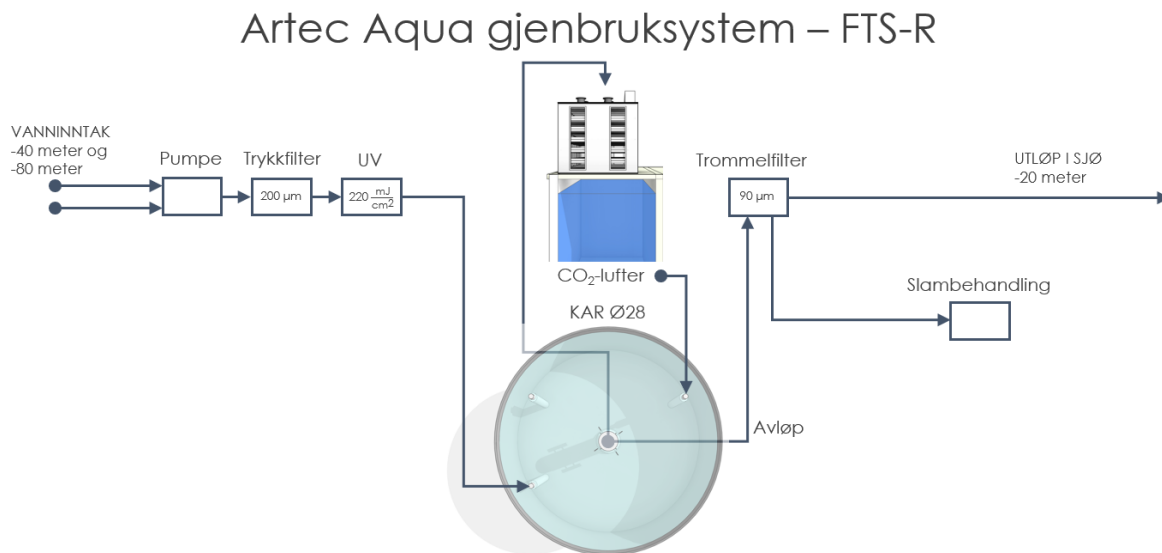 Artec Aqua gjenbruksystem – FTS-R
VANNINNTAK
-40 meter og
-80 meter
Pumpe
Trykkfilter
200 µm
UV
220 mJ/cm2
CO₂-lufter
KAR Ø28
Trommelfilter
90 µm
UTLØP I SJØ
-20 meter
Slambehandling
Avløp